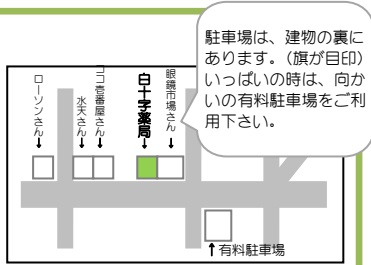 駐車場は、建物の裏に
あります。(旗が目印)
いっぱいの時は、向か
いの有料駐車場をご利
用下さい。
ローソンさん→
水天さん→
ココ壱番屋さん→
白十字薬局→
眼鏡市場さん→
↑有料駐車場